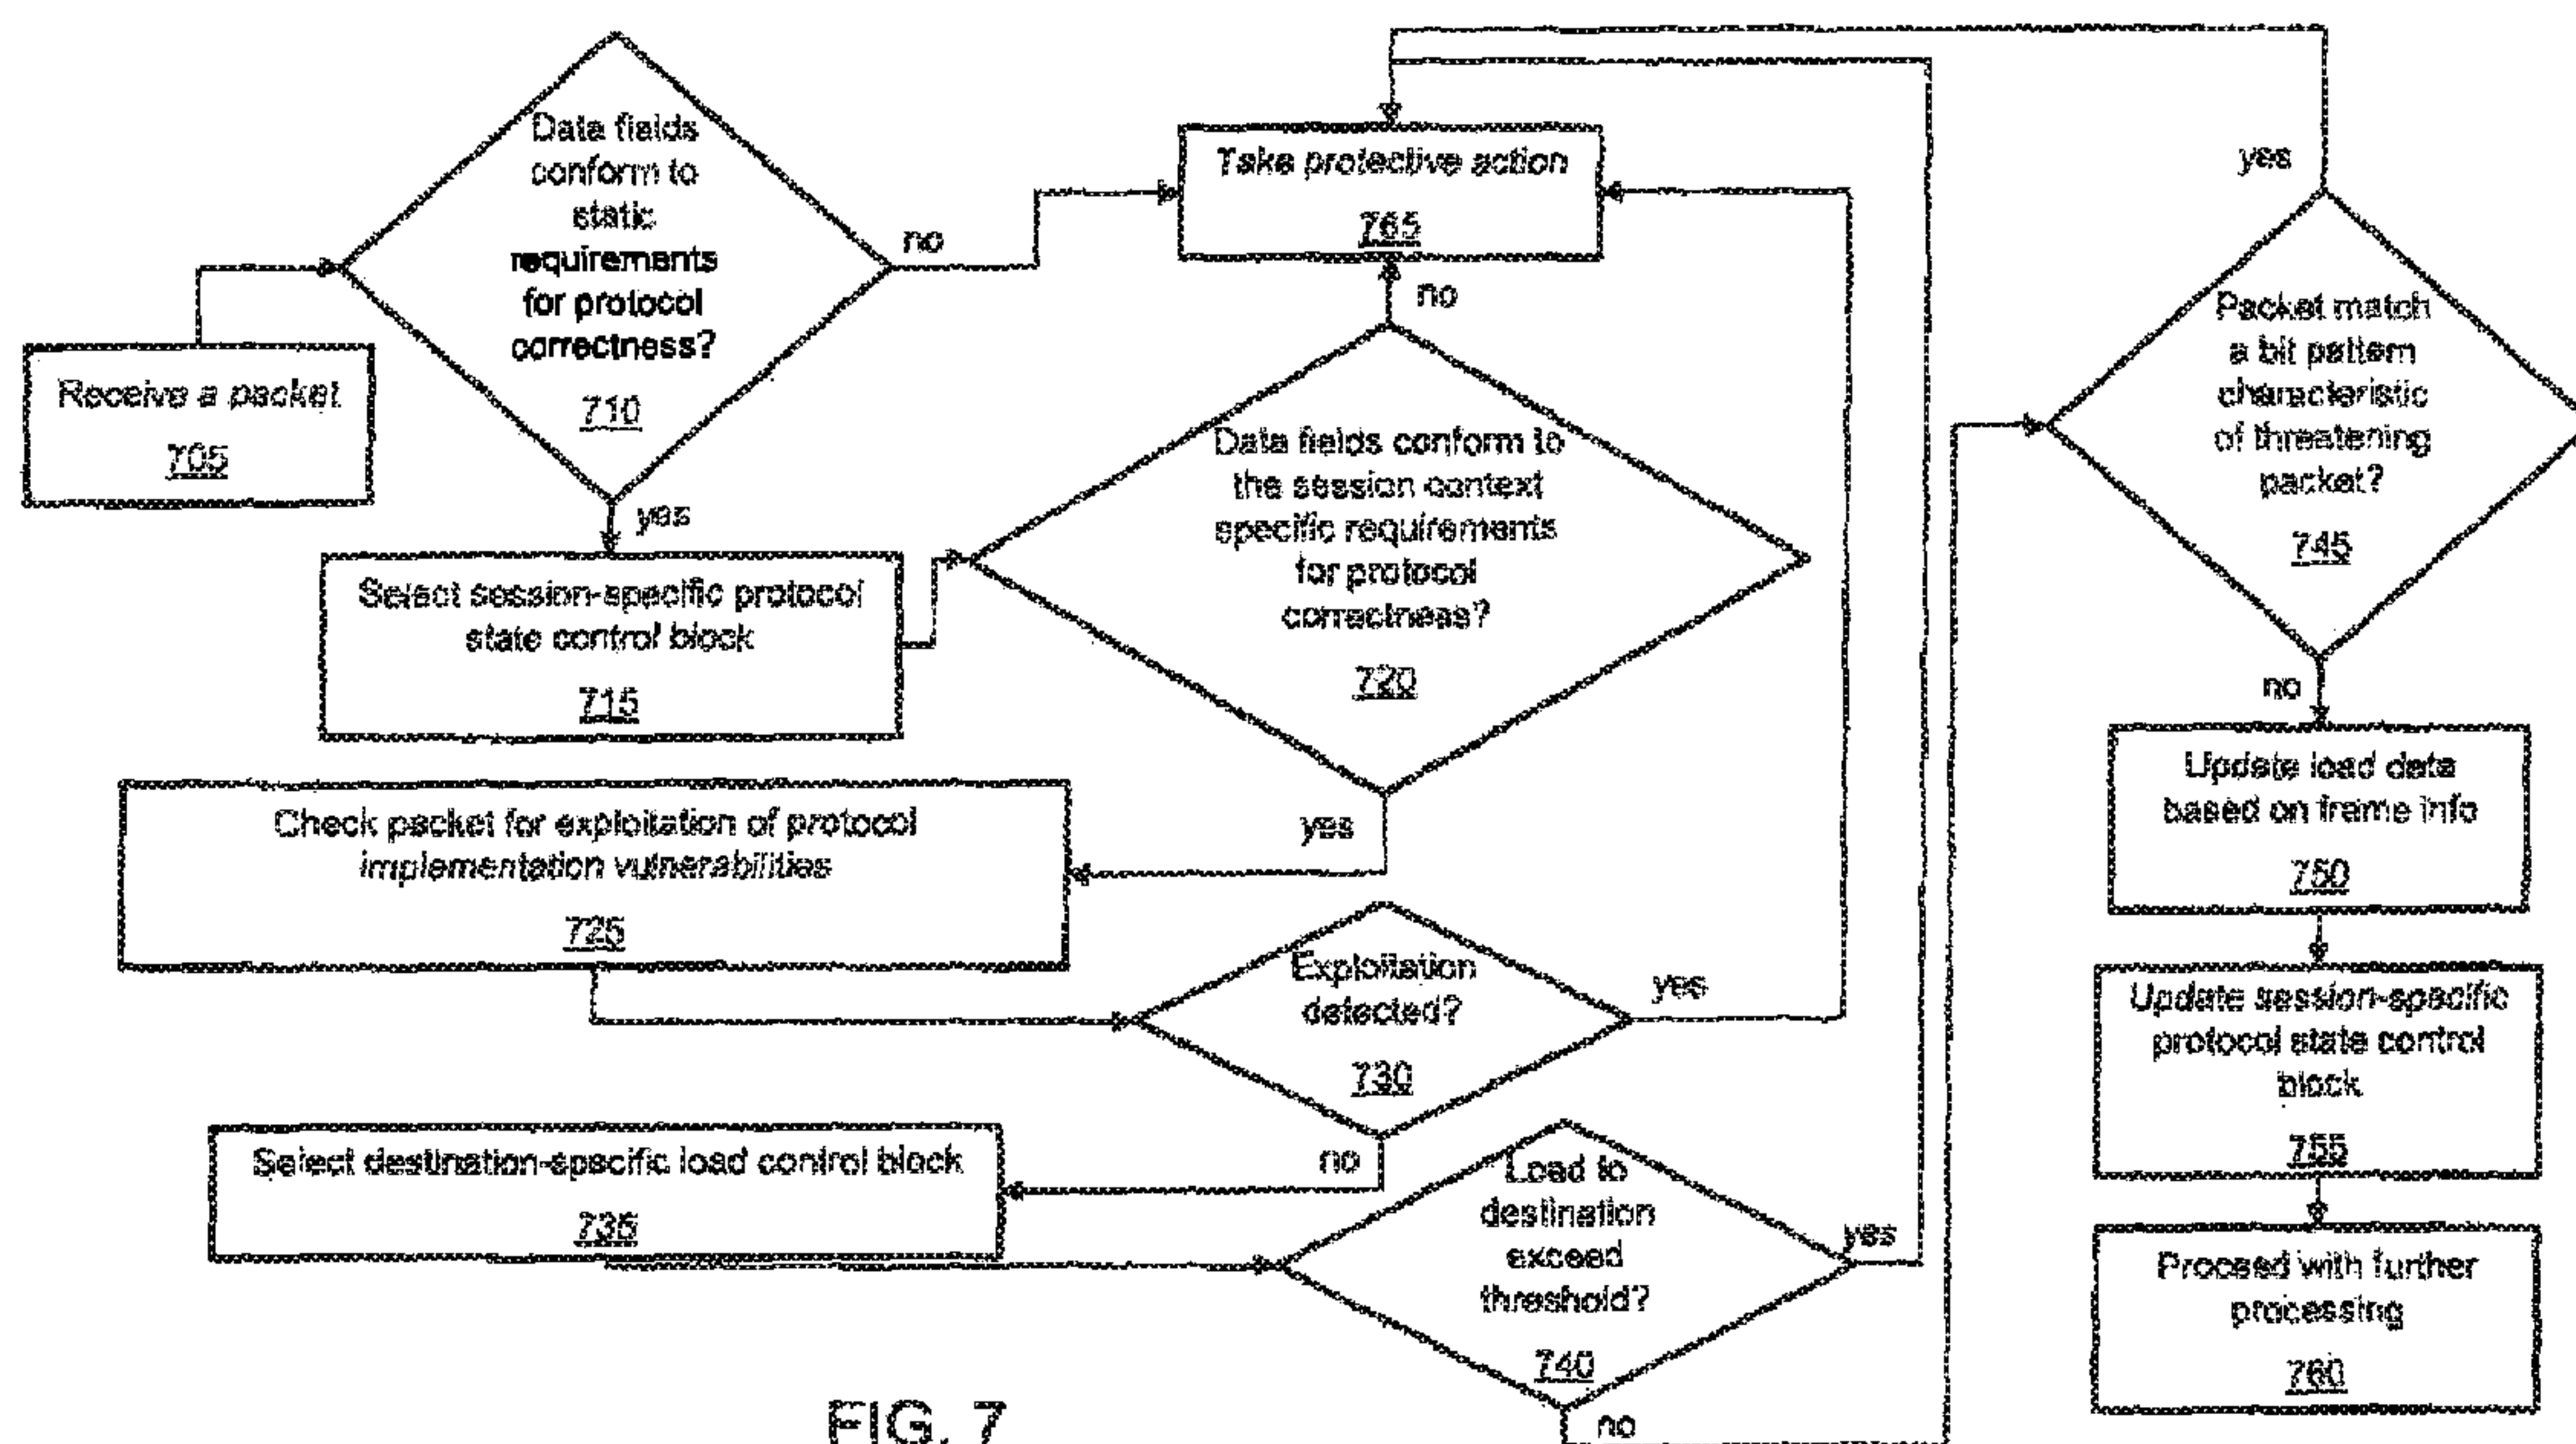 Receive a packet
705
Data fields
conform to
static
requirements
for protocol
correctness?
710
no
yes
Select session-specific protocol
state control block
715
Take protective action
765
no
Data fields conform to
the session context
specific requirements
for protocol
correctness?
720
yes
Check packet for exploitation of protocol
implementation vulnerabilities
725
Exploitation
detected?
730
yes
no
Select destination-specific load control block
735
Load to
destination
exceed
threshold?
740
yes
no
yes
Packet match
a bit pattern
characteristic
of threatening
packet?
745
no
Update load data
based on frame info
750
Update session-specific
protocol state control
block
755
Proceed with further
processing
760
FIG. 7